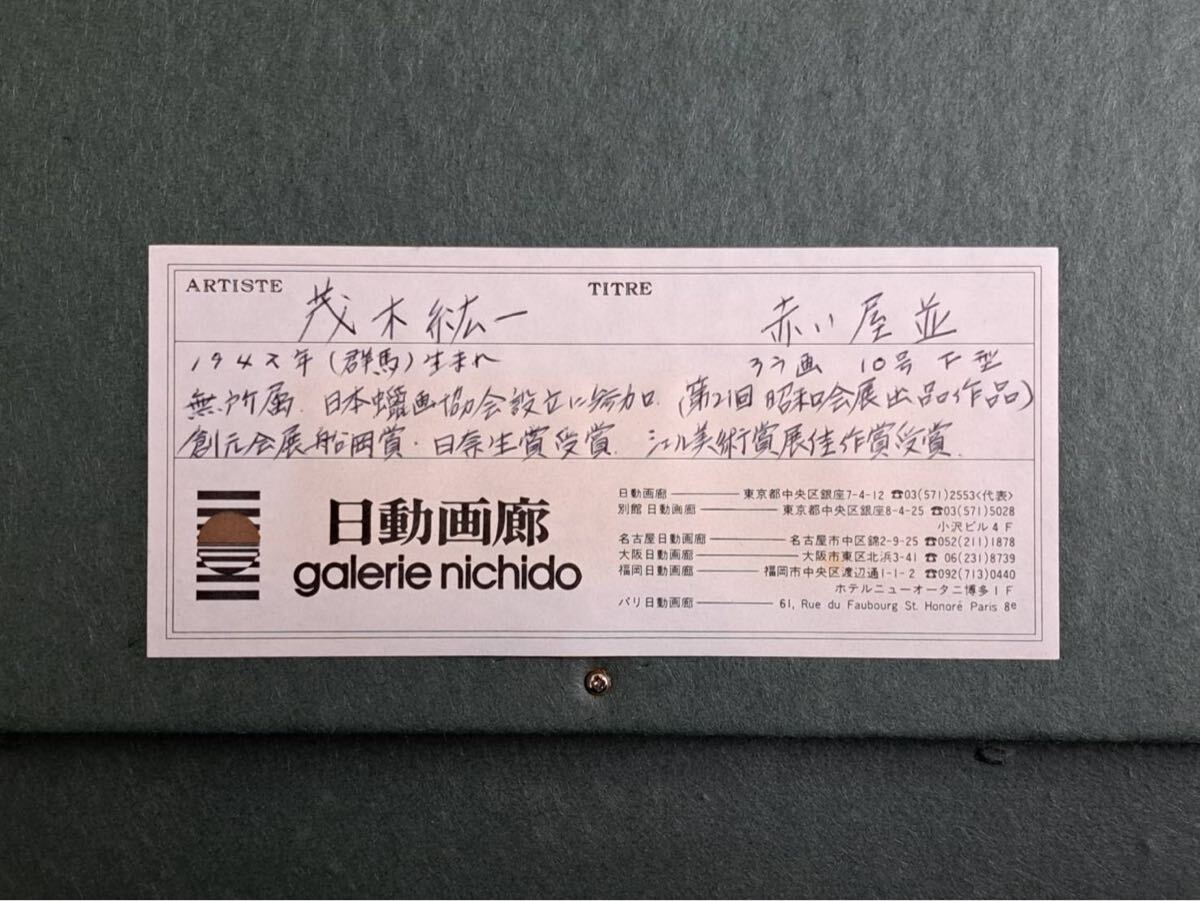 ARTISTE 茂木紘一 TITRE 赤い屋並
1942年(群馬)生まれ ロウ画 10号 F型
無所属. 日本蠟画協会設立に参加. (第21回 昭和会展出品作品)
創元会展船岡賞・日奈生賞受賞. シェル美術賞展佳作賞受賞.
日動画廊
galerie nichido
日動画廊 東京都中央区銀座7-4-12 ☎03(571)2553<代表>
別館日動画廊 東京都中央区銀座8-4-25 ☎03(571)5028
小沢ビル4F
名古屋日動画廊 名古屋市中区錦2-9-25 ☎052(211)1878
大阪日動画廊 大阪市東区北浜3-41 ☎ 06(231)8739
福岡日動画廊 福岡市中央区渡辺通1-1-2 ☎092(713)0440
ホテルニューオータニ博多1F
パリ日動画廊 61, Rue du Faubourg St. Honoré Paris 8e